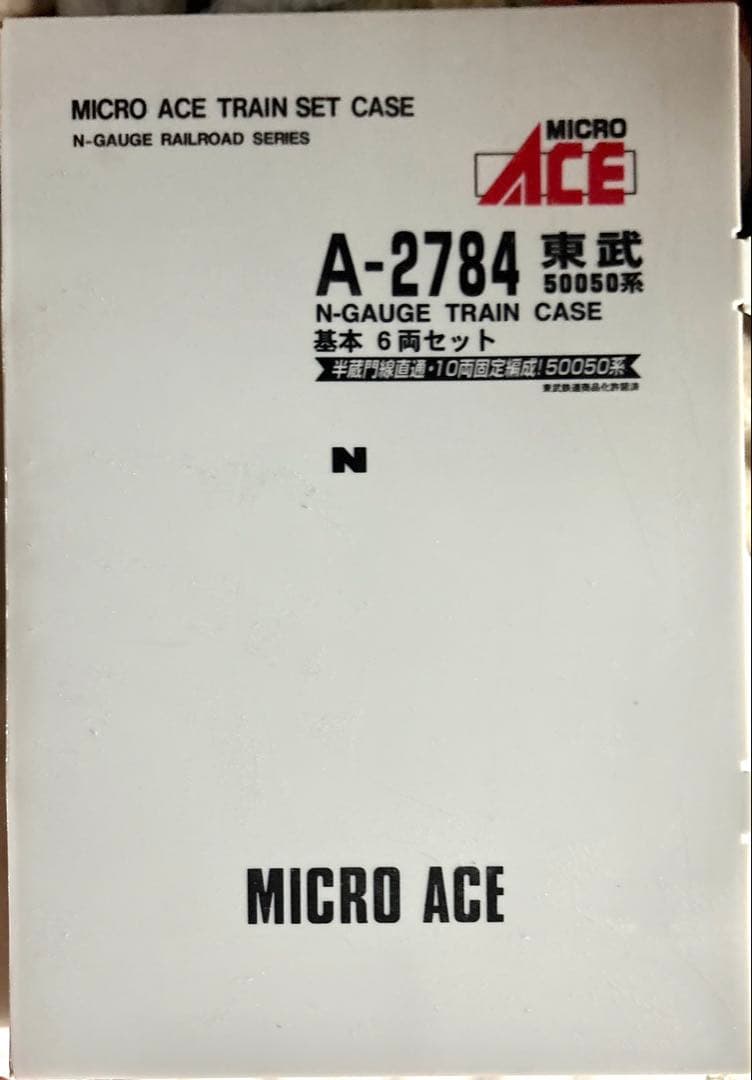 MICRO ACE TRAIN SET CASE
N-GAUGE RAILROAD SERIES
MICRO
ACE
A-2784 東武
50050系
N-GAUGE TRAIN CASE
基本 6両セット
半蔵門線直通・10両固定編成!50050系
東武鉄道商品化許諾済
N
MICRO ACE